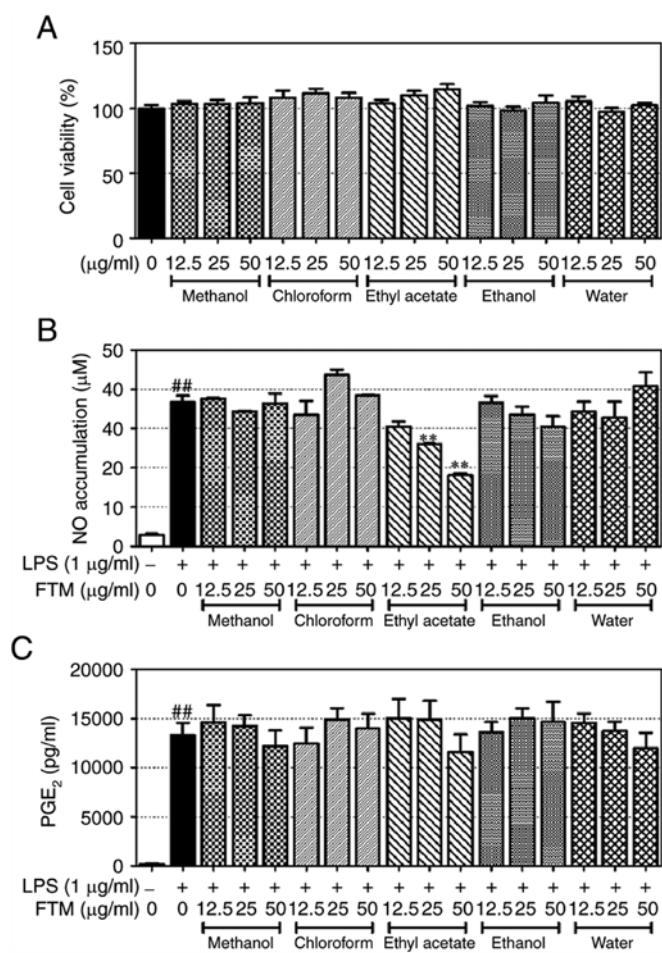 A
150
100
50
0
Cell viability (%)
(µg/ml) 0 12.5 25 50 12.5 25 50 12.5 25 50 12.5 25 50 12.5 25 50
Methanol Chloroform Ethyl acetate Ethanol Water
B
50
40
40
20
10
0
NO accumulation (µM)
##
**
**
LPS (1 µg/ml) – + + + + + + + + + + + + + + + +
FTM (µg/ml) 0 0 12.5 25 50 12.5 25 50 12.5 25 50 12.5 25 50 12.5 25 50
Methanol Chloroform Ethyl acetate Ethanol Water
C
20000
15000
10000
5000
0
PGE2 (pg/ml)
##
LPS (1 µg/ml) – + + + + + + + + + + + + + + + +
FTM (µg/ml) 0 0 12.5 25 50 12.5 25 50 12.5 25 50 12.5 25 50 12.5 25 50
Methanol Chloroform Ethyl acetate Ethanol Water